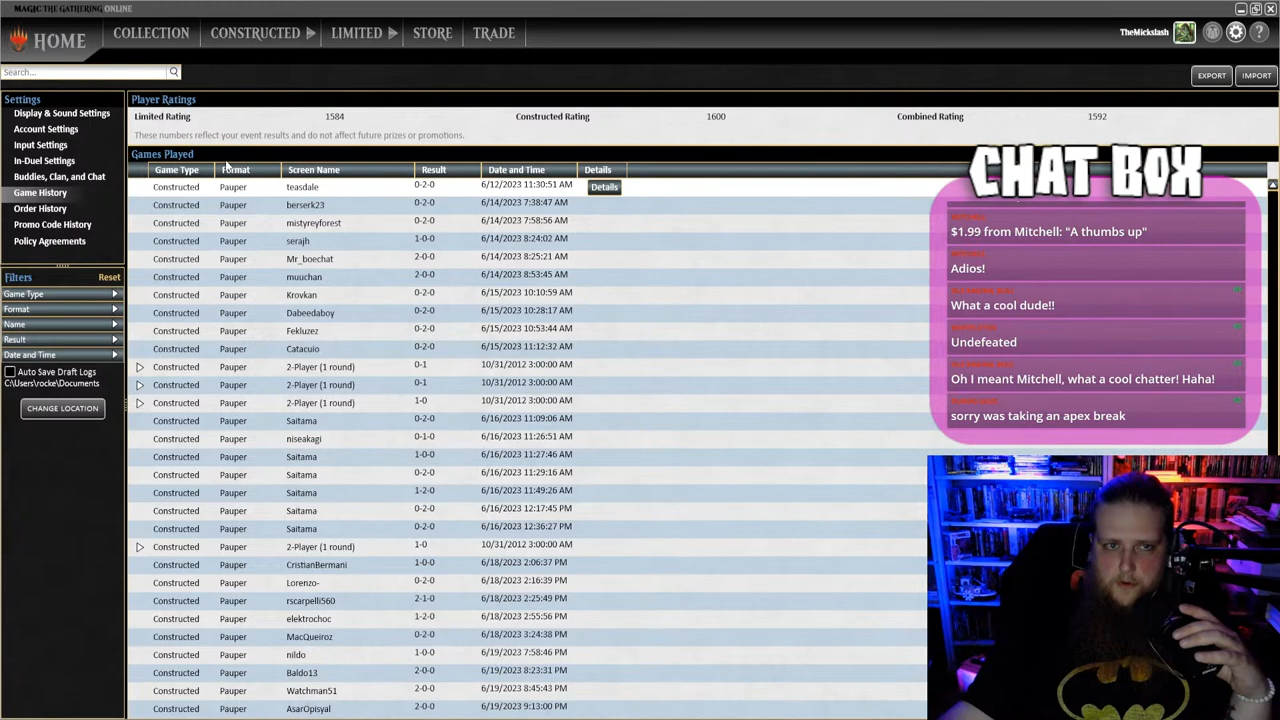 MAGIC THE GATHERING ONLINE
HOME
COLLECTION
CONSTRUCTED
LIMITED
STORE
TRADE
TheMickslash
?
Search...
EXPORT
IMPORT
Settings
Display & Sound Settings
Account Settings
Input Settings
In-Duel Settings
Buddies, Clan, and Chat
Game History
Order History
Promo Code History
Policy Agreements
Filters Reset
Game Type
Format
Name
Result
Date and Time
Auto Save Draft Logs
C:\Users\rocke\Documents
CHANGE LOCATION
Player Ratings
Limited Rating 1584 Constructed Rating 1600 Combined Rating 1592
These numbers reflect your event results and do not affect future prizes or promotions.
Games Played
Game Type Format Screen Name Result Date and Time Details
Constructed Pauper teasdale 0-2-0 6/12/2023 11:30:51 AM Details
Constructed Pauper berserk23 0-2-0 6/14/2023 7:38:47 AM
Constructed Pauper mistyreyforest 0-2-0 6/14/2023 7:58:56 AM
Constructed Pauper serajh 1-0-0 6/14/2023 8:24:02 AM
Constructed Pauper Mr_boechat 2-0-0 6/14/2023 8:25:21 AM
Constructed Pauper muuchan 2-0-0 6/14/2023 8:53:45 AM
Constructed Pauper Krovkan 0-2-0 6/15/2023 10:10:59 AM
Constructed Pauper Dabeedaboy 0-2-0 6/15/2023 10:28:17 AM
Constructed Pauper Fekluzez 0-2-0 6/15/2023 10:53:44 AM
Constructed Pauper Catacuio 0-2-0 6/15/2023 11:12:32 AM
Constructed Pauper 2-Player (1 round) 0-1 10/31/2012 3:00:00 AM
Constructed Pauper 2-Player (1 round) 0-1 10/31/2012 3:00:00 AM
Constructed Pauper 2-Player (1 round) 1-0 10/31/2012 3:00:00 AM
Constructed Pauper Saitama 0-2-0 6/16/2023 11:09:06 AM
Constructed Pauper niseakagi 0-1-0 6/16/2023 11:26:51 AM
Constructed Pauper Saitama 1-0-0 6/16/2023 11:27:46 AM
Constructed Pauper Saitama 0-2-0 6/16/2023 11:29:16 AM
Constructed Pauper Saitama 1-2-0 6/16/2023 11:49:26 AM
Constructed Pauper Saitama 0-2-0 6/16/2023 12:17:45 PM
Constructed Pauper Saitama 0-2-0 6/16/2023 12:36:27 PM
Constructed Pauper 2-Player (1 round) 1-0 10/31/2012 3:00:00 AM
Constructed Pauper CristianBermani 1-0-0 6/18/2023 2:06:37 PM
Constructed Pauper Lorenzo- 0-2-0 6/18/2023 2:16:39 PM
Constructed Pauper rscarpelli560 2-1-0 6/18/2023 2:25:49 PM
Constructed Pauper elektrochoc 1-2-0 6/18/2023 2:55:56 PM
Constructed Pauper MacQueiroz 0-2-0 6/18/2023 3:24:38 PM
Constructed Pauper nildo 1-0-0 6/19/2023 7:58:46 PM
Constructed Pauper Baldo13 2-0-0 6/19/2023 8:23:31 PM
Constructed Pauper Watchman51 2-0-0 6/19/2023 8:45:43 PM
Constructed Pauper AsarOpisyal 2-0-0 6/19/2023 9:13:00 PM
CHAT BOX
$1.99 from Mitchell: "A thumbs up"
Adios!
What a cool dude!!
Undefeated
Oh I meant Mitchell, what a cool chatter! Haha!
sorry was taking an apex break